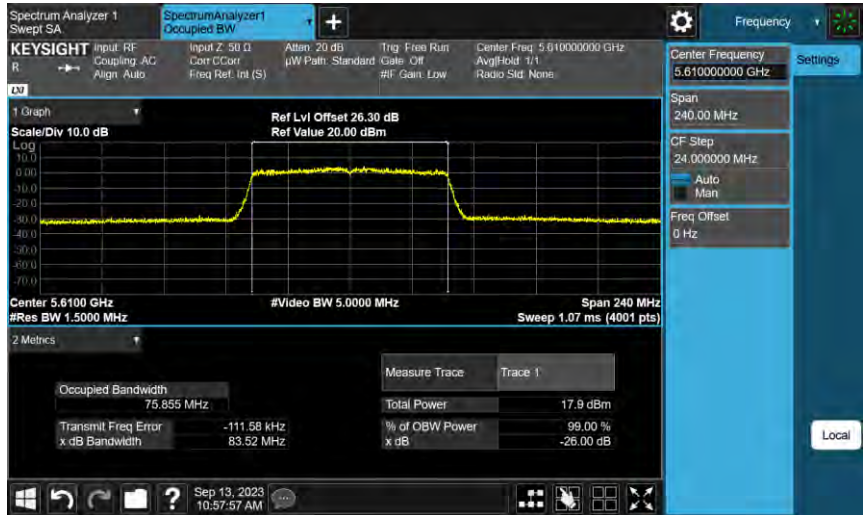 Spectrum Analyzer 1
Swept SA
SpectrumAnalyzer1
Occupied BW
Frequency
KEYSIGHT
R
LXI
Input: RF
Coupling: AC
Align: Auto
Input Z: 50 Ω
Corr CCorr
Freq Ref: Int (S)
Atten: 20 dB
µW Path: Standard
Trig: Free Run
Gate: Off
#IF Gain: Low
Center Freq: 5.610000000 GHz
Avg|Hold: 1/1
Radio Std: None
Center Frequency
5.610000000 GHz
Settings
Span
240.00 MHz
CF Step
24.000000 MHz
Auto
Man
Freq Offset
0 Hz
Local
1 Graph
Scale/Div 10.0 dB
Ref Lvl Offset 26.30 dB
Ref Value 20.00 dBm
Log
10.0
0.00
-10.0
-20.0
-30.0
-40.0
-50.0
-60.0
-70.0
Center 5.6100 GHz
#Video BW 5.0000 MHz
Span 240 MHz
#Res BW 1.5000 MHz
Sweep 1.07 ms (4001 pts)
2 Metrics
Measure Trace
Trace 1
Occupied Bandwidth
75.855 MHz
Total Power
17.9 dBm
Transmit Freq Error
-111.58 kHz
% of OBW Power
99.00 %
x dB Bandwidth
83.52 MHz
x dB
-26.00 dB
?
Sep 13, 2023
10:57:57 AM